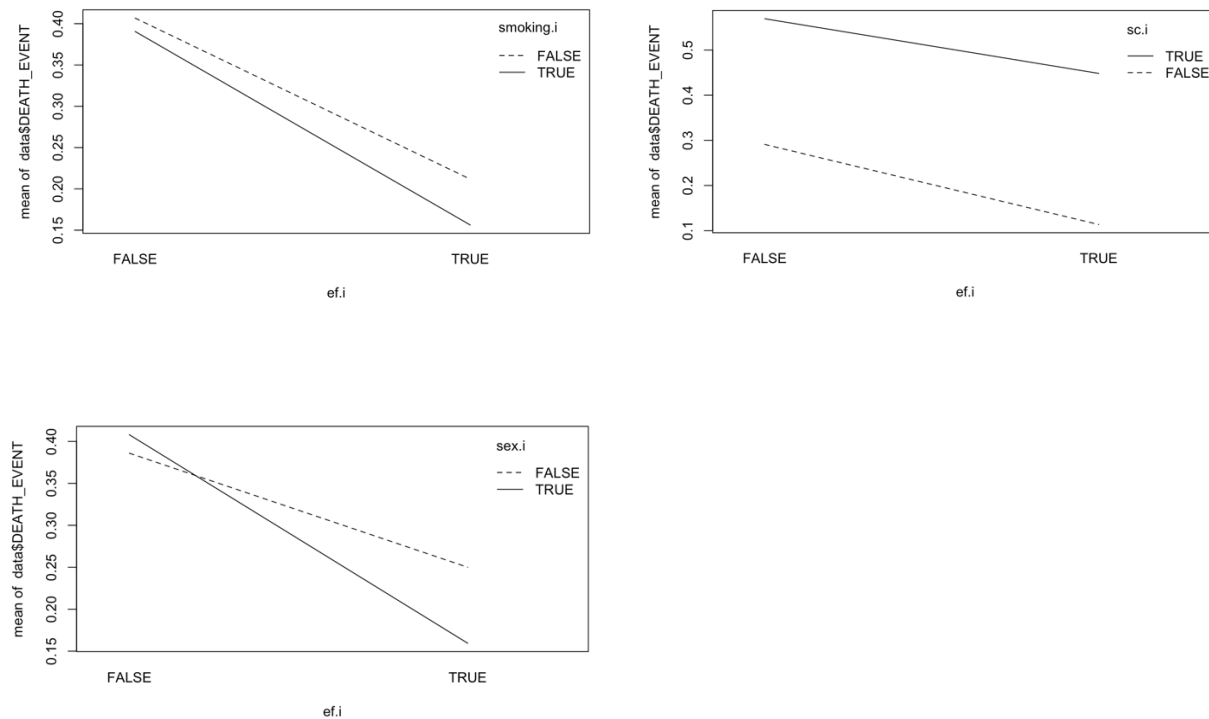 mean of data$DEATH_EVENT
0.40
0.35
0.30
0.25
0.20
0.15
smoking.i
FALSE
TRUE
FALSE TRUE
ef.i
mean of data$DEATH_EVENT
0.5
0.4
0.3
0.2
0.1
sc.i
TRUE
FALSE
FALSE TRUE
ef.i
mean of data$DEATH_EVENT
0.40
0.35
0.30
0.25
0.20
0.15
sex.i
FALSE
TRUE
FALSE TRUE
ef.i